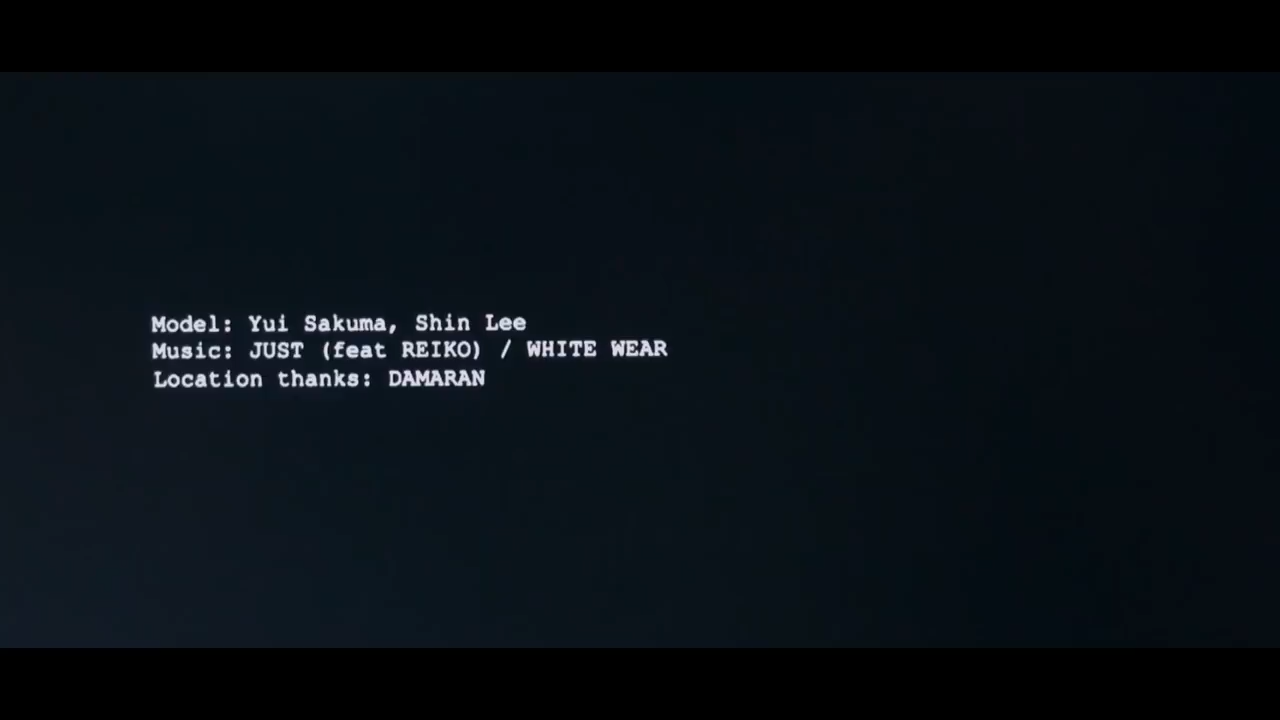 Model: Yui Sakuma, Shin Lee
Music: JUST (feat REIKO) / WHITE WEAR
Location thanks: DAMARAN